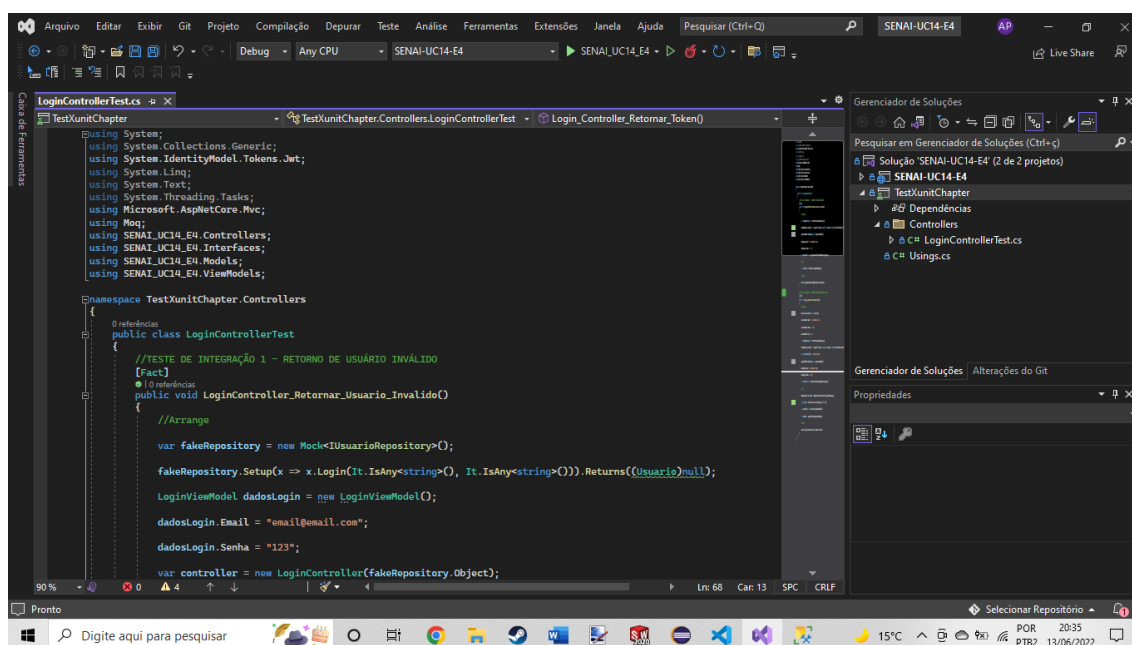 Arquivo Editar Exibir Git Projeto Compilação Depurar Teste Análise Ferramentas Extensões Janela Ajuda Pesquisar (Ctrl+Q) SENAI-UC14-E4 AP
Debug Any CPU SENAI-UC14-E4 SENAI_UC14_E4 Live Share
Caixa de Ferramentas
LoginControllerTest.cs
TestXunitChapter TestXunitChapter.Controllers.LoginControllerTest Login_Controller_Retornar_Token()
using System;
using System.Collections.Generic;
using System.IdentityModel.Tokens.Jwt;
using System.Linq;
using System.Text;
using System.Threading.Tasks;
using Microsoft.AspNetCore.Mvc;
using Moq;
using SENAI_UC14_E4.Controllers;
using SENAI_UC14_E4.Interfaces;
using SENAI_UC14_E4.Models;
using SENAI_UC14_E4.ViewModels;
namespace TestXunitChapter.Controllers
{
0 referências
public class LoginControllerTest
{
//TESTE DE INTEGRAÇÃO 1 - RETORNO DE USUÁRIO INVÁLIDO
[Fact]
| 0 referências
public void LoginController_Retornar_Usuario_Invalido()
{
//Arrange
var fakeRepository = new Mock<IUsuarioRepository>();
fakeRepository.Setup(x => x.Login(It.IsAny<string>(), It.IsAny<string>())).Returns((Usuario)null);
LoginViewModel dadosLogin = new LoginViewModel();
dadosLogin.Email = "email@email.com";
dadosLogin.Senha = "123";
var controller = new LoginController(fakeRepository.Object);
90 % 0 4 Ln: 68 Car: 13 SPC CRLF
Gerenciador de Soluções
Pesquisar em Gerenciador de Soluções (Ctrl+ç)
Solução 'SENAI-UC14-E4' (2 de 2 projetos)
SENAI-UC14-E4
TestXunitChapter
Dependências
Controllers
C# LoginControllerTest.cs
C# Usings.cs
Gerenciador de Soluções Alterações do Git
Propriedades
Pronto Selecionar Repositório 1
Digite aqui para pesquisar 15°C POR 20:35
PTB2 13/06/2022